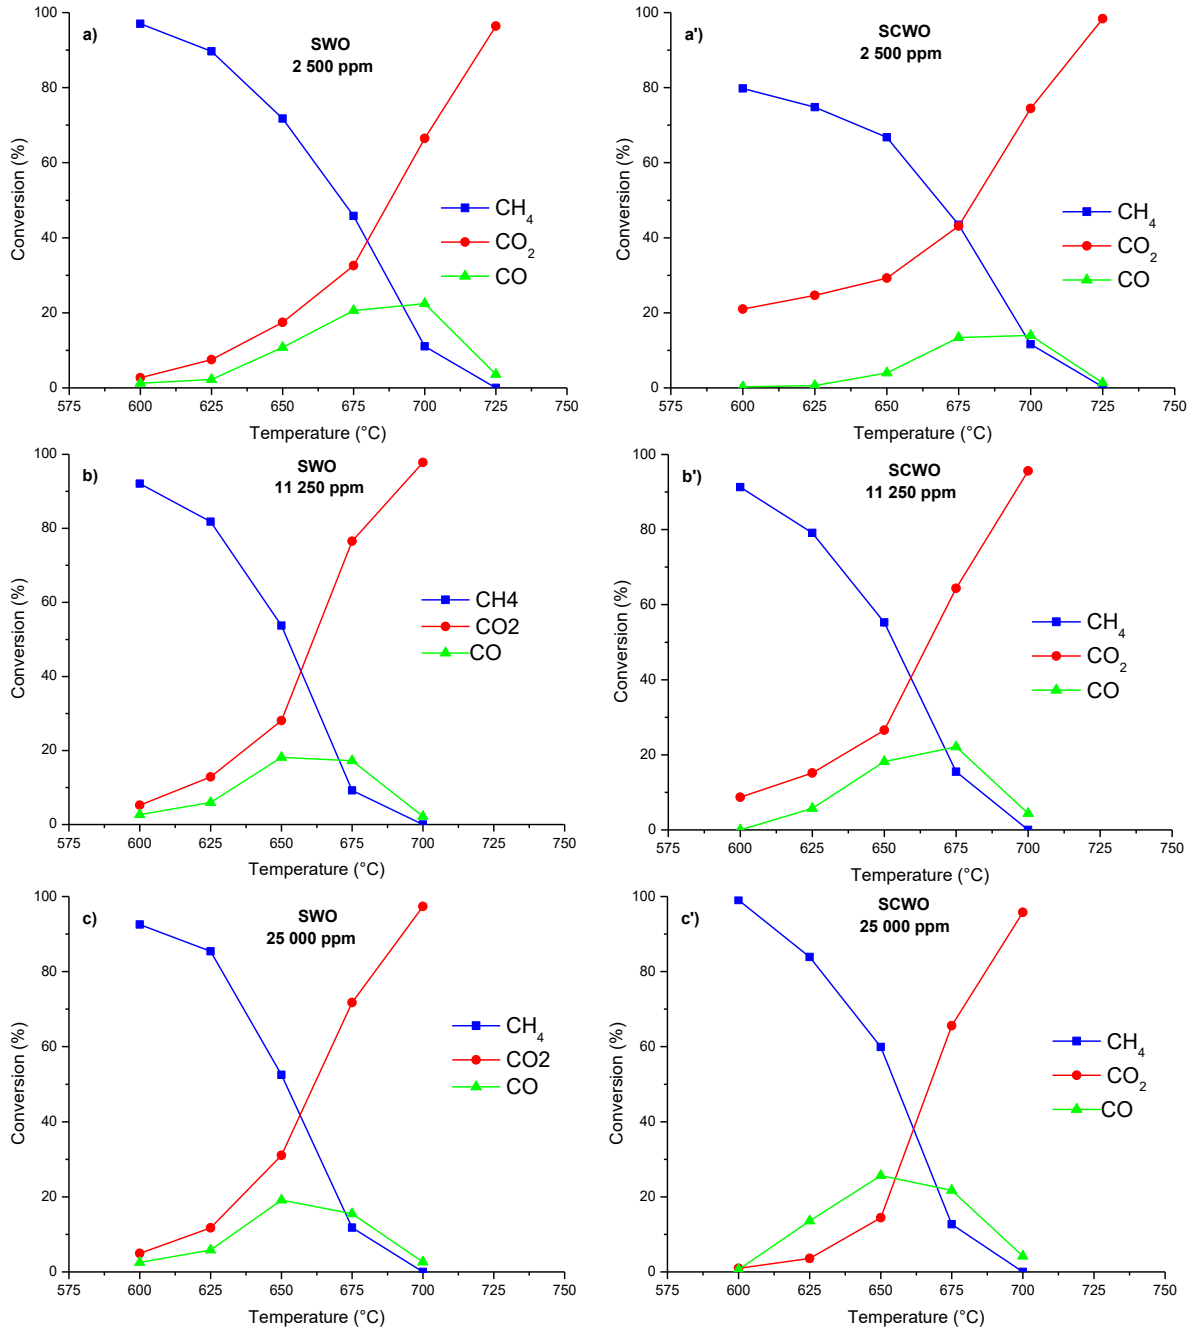 a)
SWO
2 500 ppm
Conversion (%)
100
80
60
40
20
0
CH4
CO2
CO
575 600 625 650 675 700 725 750
Temperature (°C)
a')
SCWO
2 500 ppm
Conversion (%)
100
80
60
40
20
0
CH4
CO2
CO
575 600 625 650 675 700 725 750
Temperature (°C)
b)
SWO
11 250 ppm
Conversion (%)
100
80
60
40
20
0
CH4
CO2
CO
575 600 625 650 675 700 725 750
Temperature (°C)
b')
SCWO
11 250 ppm
Conversion (%)
100
80
60
40
20
0
CH4
CO2
CO
575 600 625 650 675 700 725 750
Temperature (°C)
c)
SWO
25 000 ppm
Conversion (%)
100
80
60
40
20
0
CH4
CO2
CO
575 600 625 650 675 700 725 750
Temperature (°C)
c')
SCWO
25 000 ppm
Conversion (%)
100
80
60
40
20
0
CH4
CO2
CO
575 600 625 650 675 700 725 750
Temperature (°C)